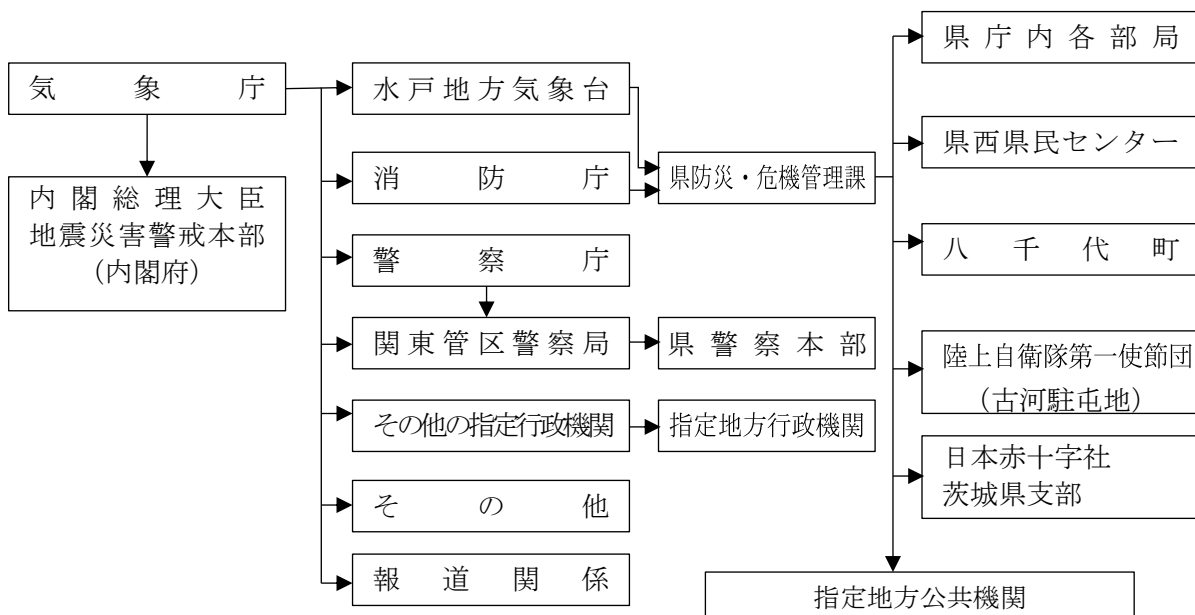 気象庁
内閣総理大臣
地震災害警戒本部
(内閣府)
水戸地方気象台
消防庁
警察庁
関東管区警察局
その他の指定行政機関
その他
報道関係
県防災・危機管理課
県警察本部
指定地方行政機関
県庁内各部局
県西県民センター
八千代町
陸上自衛隊第一使節団
(古河駐屯地)
日本赤十字社
茨城県支部
指定地方公共機関